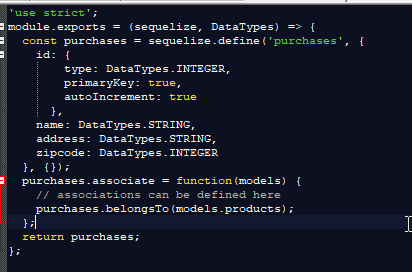 'use strict';
module.exports = (sequelize, DataTypes) => {
  const purchases = sequelize.define('purchases', {
    id: {
        type: DataTypes.INTEGER,
        primaryKey: true,
        autoIncrement: true
      },
    name: DataTypes.STRING,
    address: DataTypes.STRING,
    zipcode: DataTypes.INTEGER
  }, {});
  purchases.associate = function(models) {
    // associations can be defined here
    purchases.belongsTo(models.products);
  };
  return purchases;
};